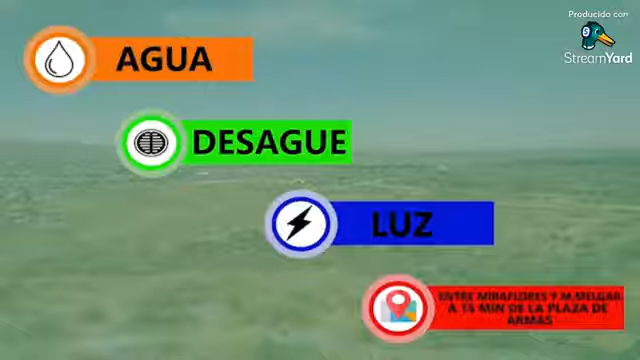 Producido con
StreamYard
AGUA
DESAGUE
LUZ
ENTRE MIRAFLORES Y M.MELGAR
A 15 MIN DE LA PLAZA DE
ARMAS